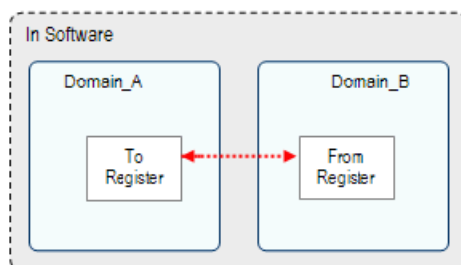 In Software
Domain_A
Domain_B
To
Register
From
Register